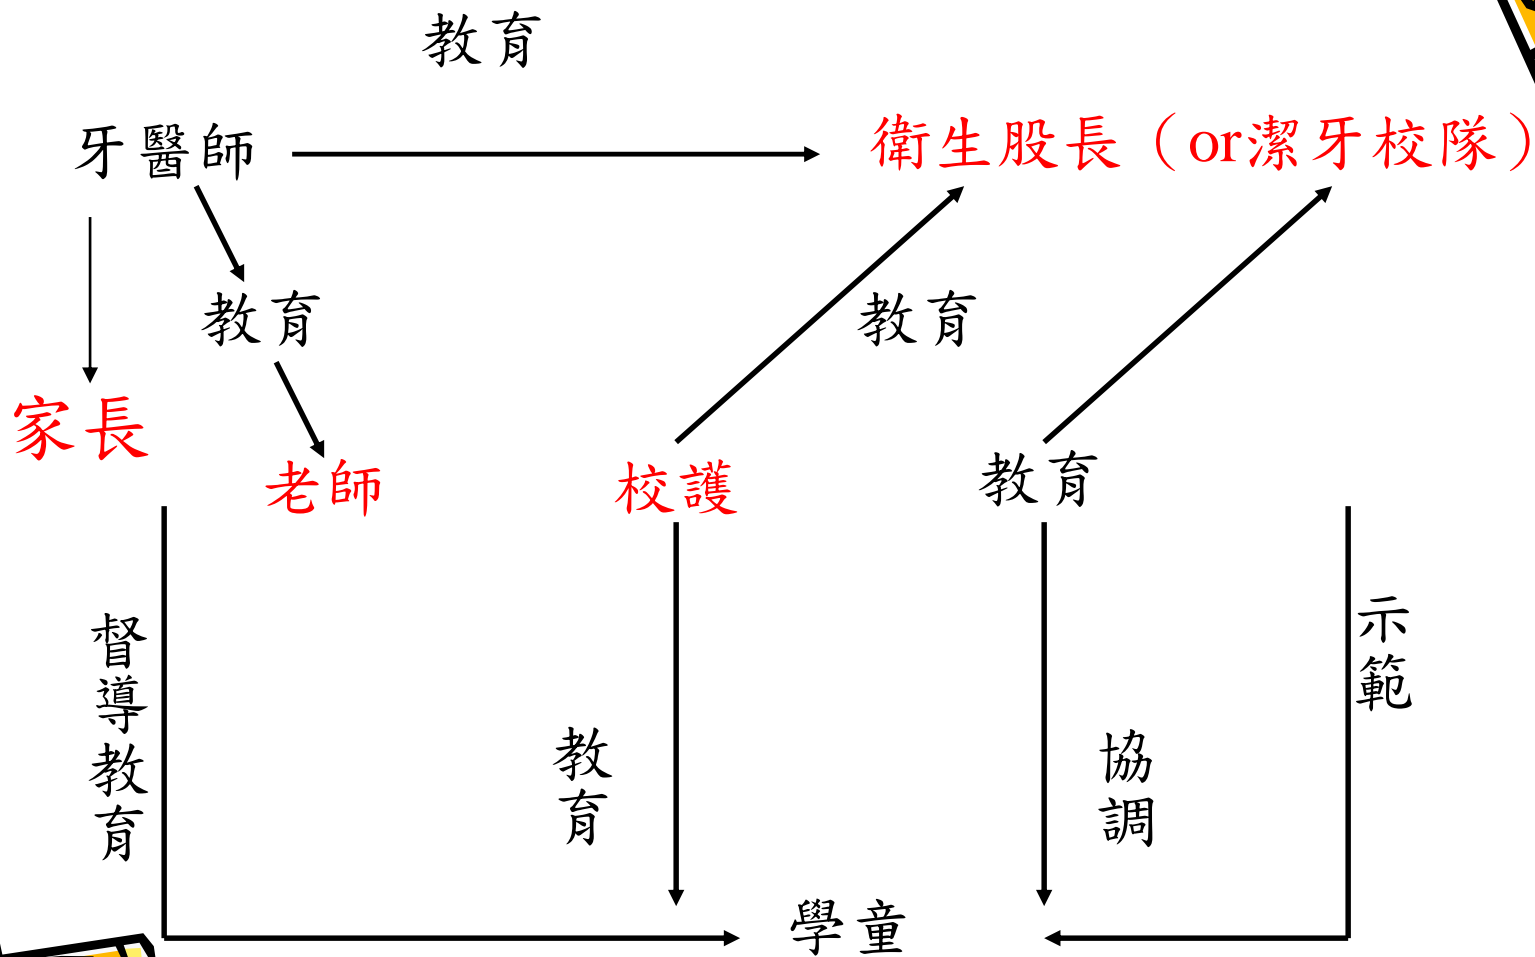 教育
牙醫師
衛生股長（or潔牙校隊）
教育
教育
家長
老師
校護
教育
督導教育
教育
協調
示範
學童